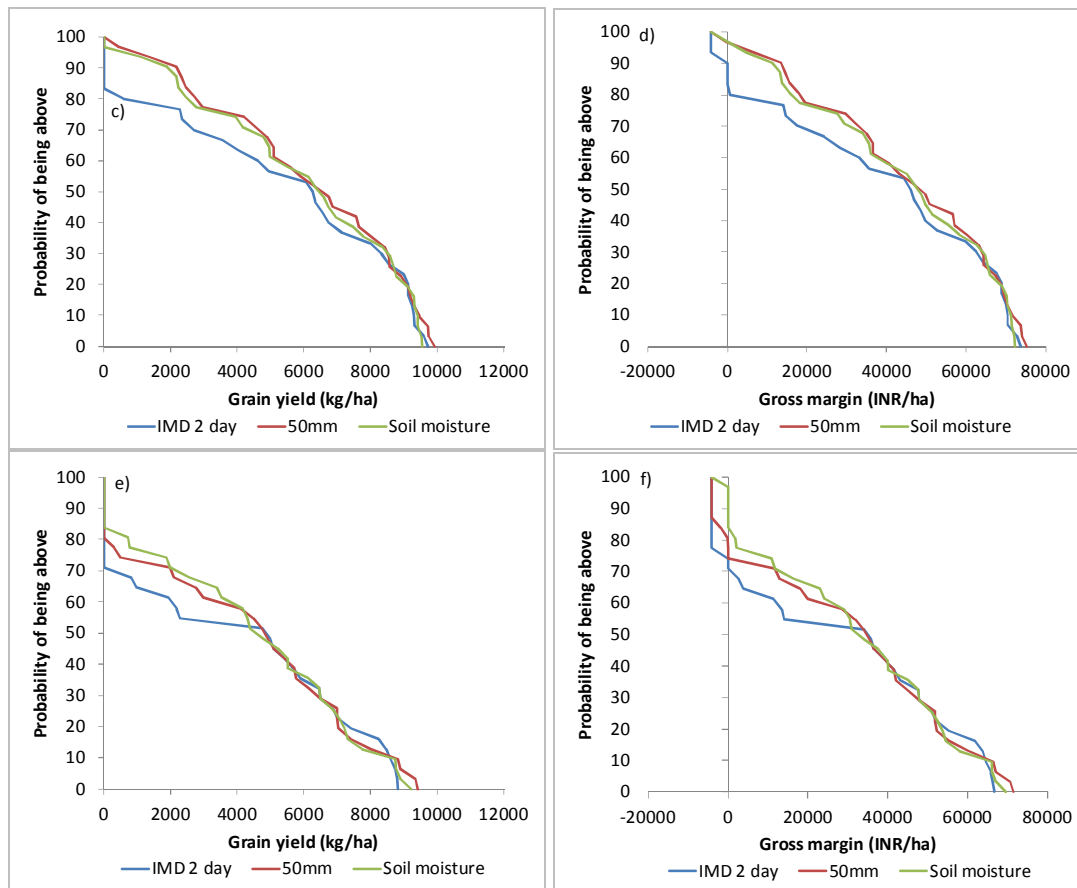 c)
Probability of being above
100
90
80
70
60
50
40
30
20
10
0
0 2000 4000 6000 8000 10000 12000
Grain yield (kg/ha)
IMD 2 day 50mm Soil moisture
d)
Probability of being above
100
90
80
70
60
50
40
30
20
10
0
-20000 0 20000 40000 60000 80000
Gross margin (INR/ha)
IMD 2 day 50mm Soil moisture
e)
Probability of being above
100
90
80
70
60
50
40
30
20
10
0
0 2000 4000 6000 8000 10000
Grain yield (kg/ha)
IMD 2 day 50mm Soil moisture
f)
Probability of being above
100
90
80
70
60
50
40
30
20
10
0
-20000 0 20000 40000 60000 80000
Gross margin (INR/ha)
IMD 2 day 50mm Soil moisture